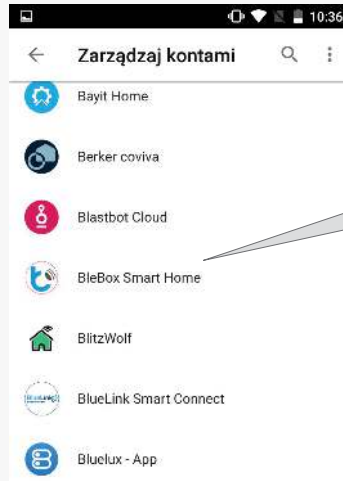 10:36
Zarządzaj kontami
Bayit Home
Berker coviva
Blastbot Cloud
BleBox Smart Home
BlitzWolf
BlueLink Smart Connect
Bluelux - App